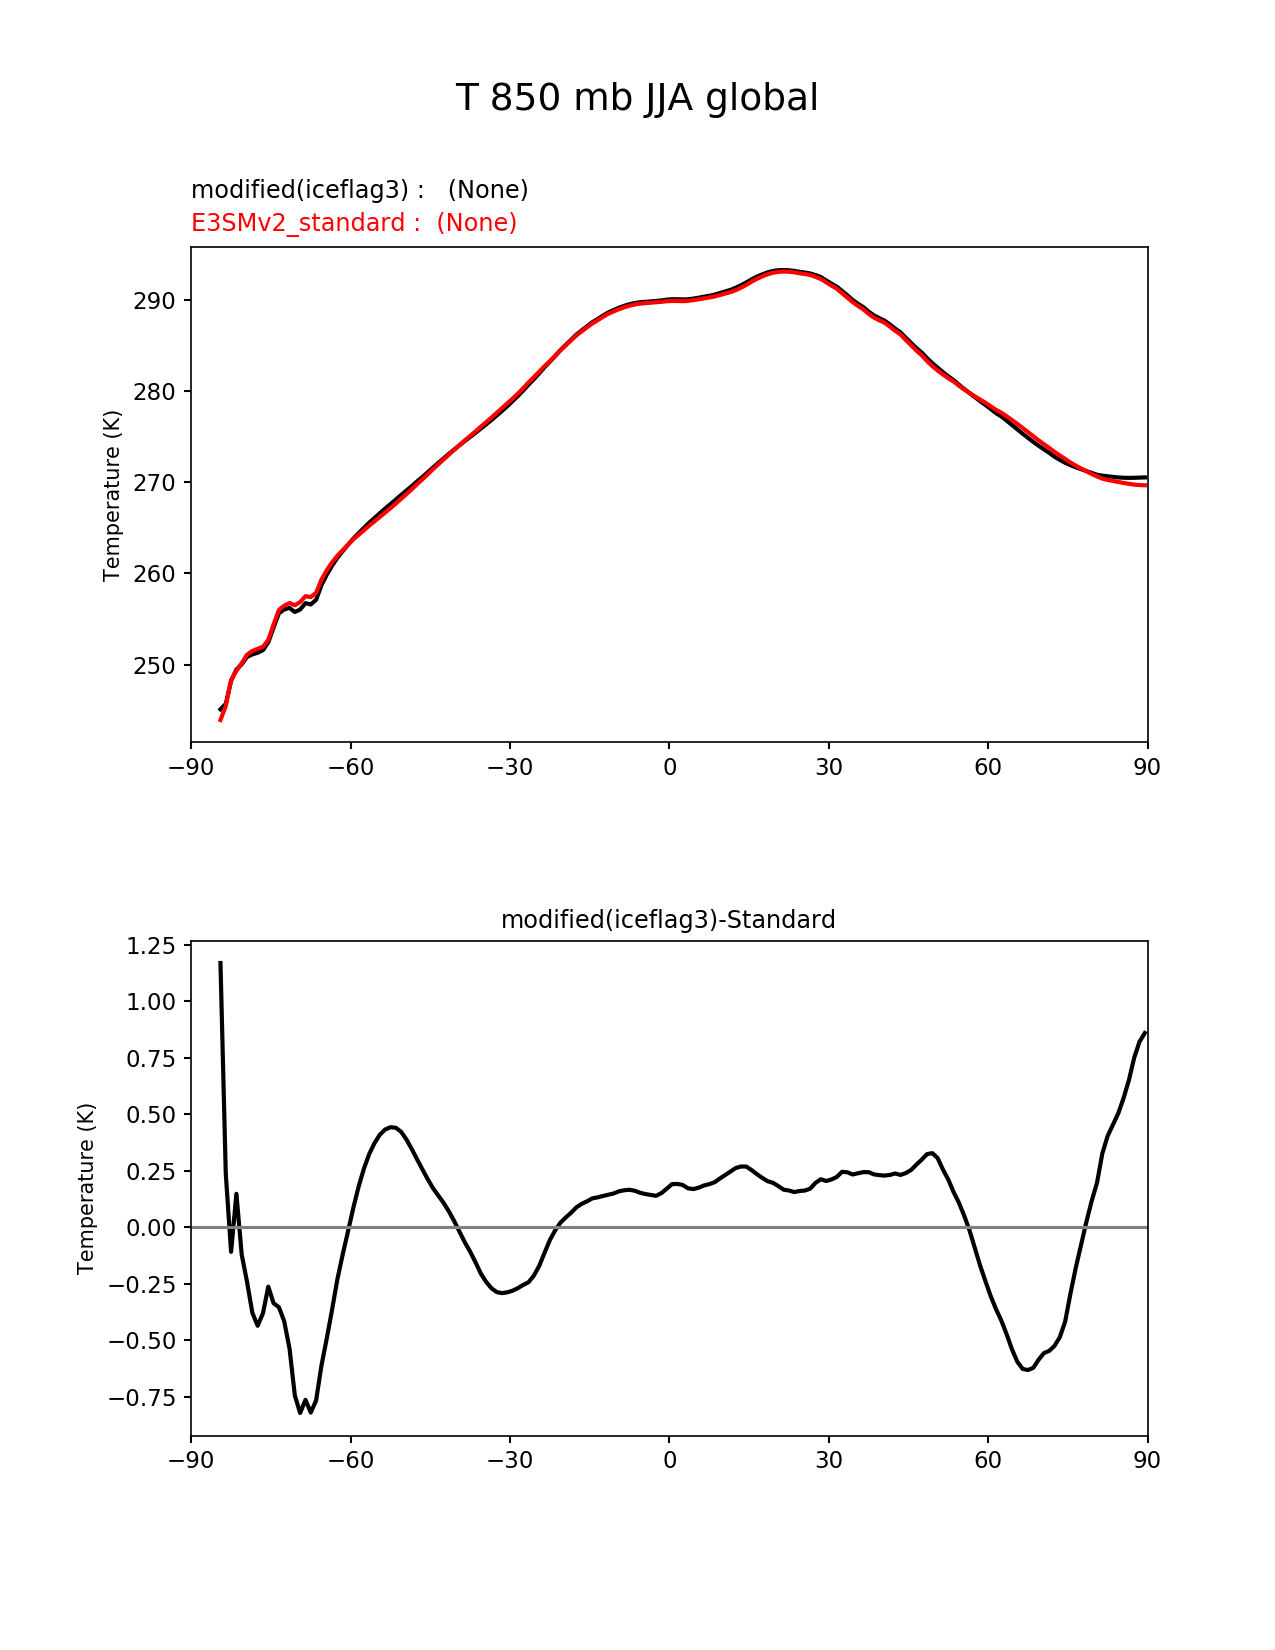 T 850 mb JJA global
modified(iceflag3) : (None)
E3SMv2_standard : (None)
290
280
270
260
250
Temperature (K)
−90 −60 −30 0 30 60 90
modified(iceflag3)-Standard
1.25
1.00
0.75
0.50
0.25
0.00
−0.25
−0.50
−0.75
Temperature (K)
−90 −60 −30 0 30 60 90